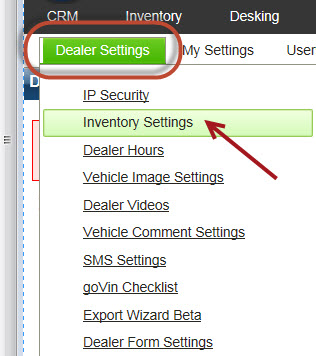 CRM Inventory Desking
Dealer Settings My Settings User
D
IP Security
Inventory Settings
Dealer Hours
Vehicle Image Settings
Dealer Videos
Vehicle Comment Settings
SMS Settings
goVin Checklist
Export Wizard Beta
Dealer Form Settings